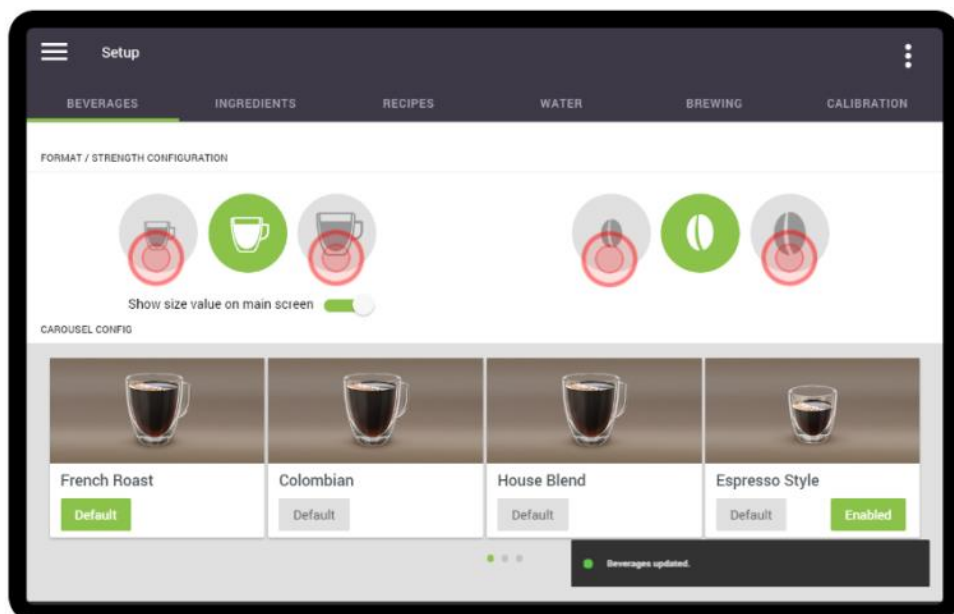 Setup
BEVERAGES INGREDIENTS RECIPES WATER BREWING CALIBRATION
FORMAT / STRENGTH CONFIGURATION
Show size value on main screen
CAROUSEL CONFIG
French Roast Colombian House Blend Espresso Style
Default Default Default Default Enabled
Beverages updated.